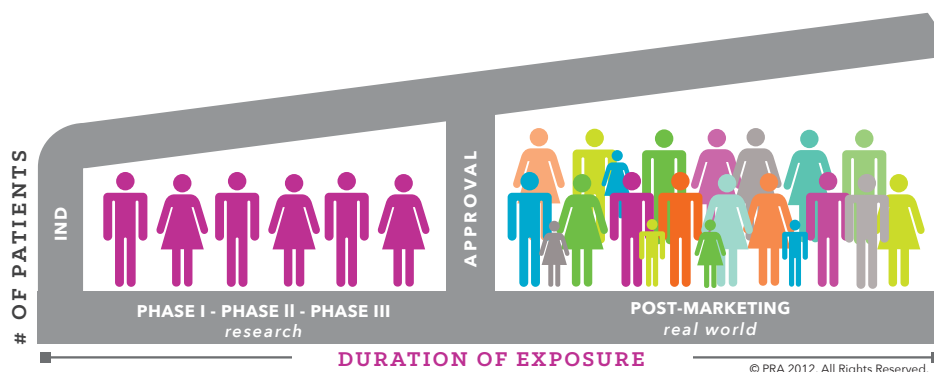 # OF PATIENTS
IND
APPROVAL
PHASE I - PHASE II - PHASE III
research
POST-MARKETING
real world
DURATION OF EXPOSURE
© PRA 2012. All Rights Reserved.